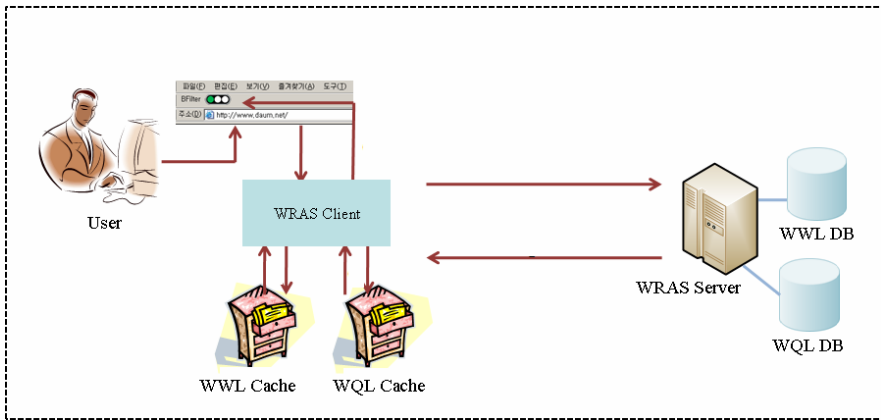 파일(F) 편집(E) 보기(V) 즐겨찾기(A) 도구(T)
BFilter
주소(D) http://www.daum.net/
User
WRAS Client
WWL DB
WRAS Server
WQL DB
WWL Cache
WQL Cache